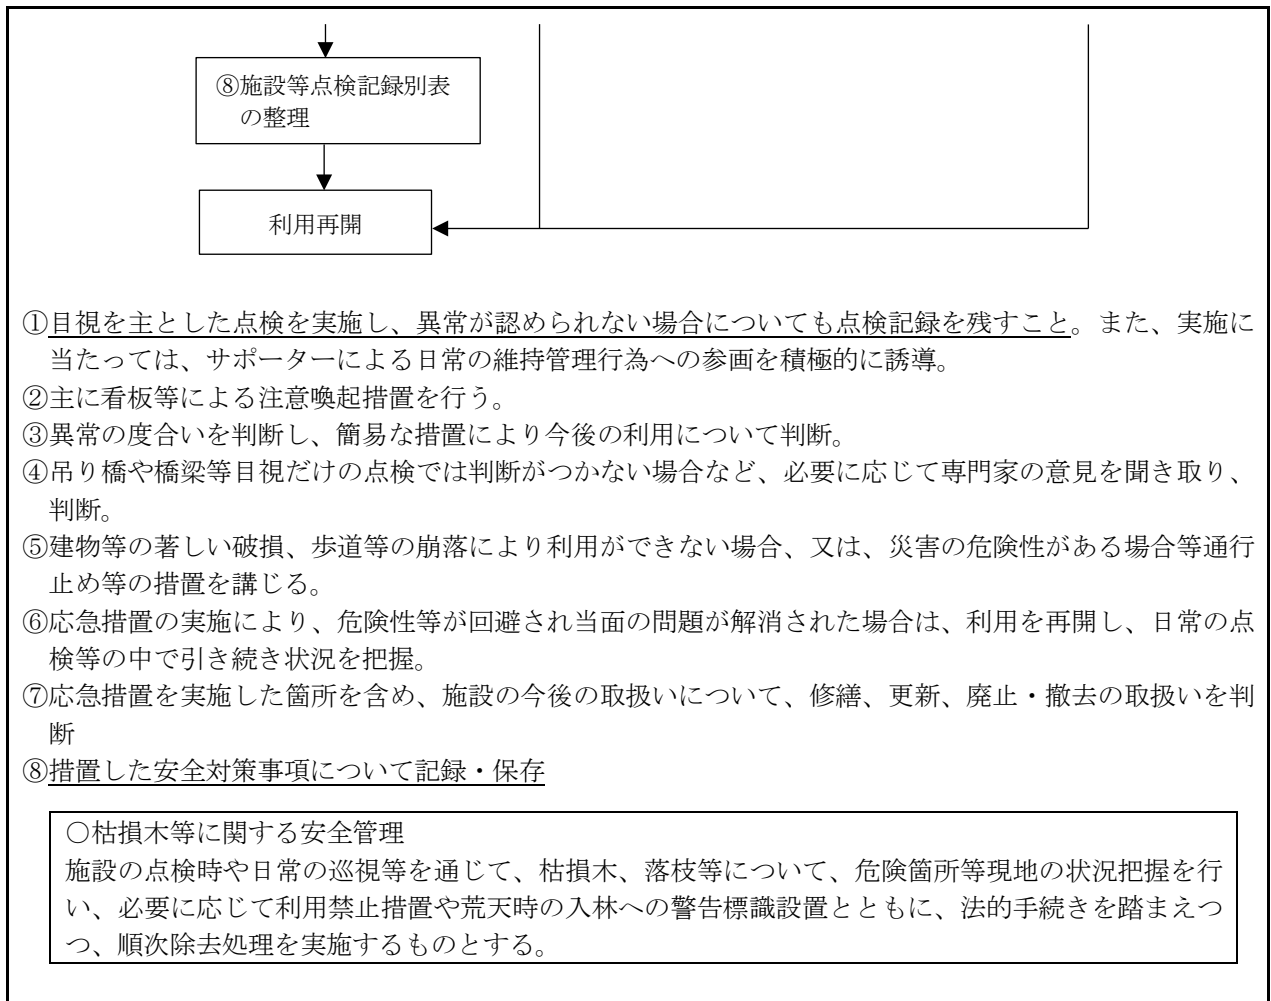 ⑧施設等点検記録別表
の整理
利用再開
①目視を主とした点検を実施し、異常が認められない場合についても点検記録を残すこと。また、実施に
当たっては、サポーターによる日常の維持管理行為への参画を積極的に誘導。
②主に看板等による注意喚起措置を行う。
③異常の度合いを判断し、簡易な措置により今後の利用について判断。
④吊り橋や橋梁等目視だけの点検では判断がつかない場合など、必要に応じて専門家の意見を聞き取り、
判断。
⑤建物等の著しい破損、歩道等の崩落により利用ができない場合、又は、災害の危険性がある場合等通行
止め等の措置を講じる。
⑥応急措置の実施により、危険性等が回避され当面の問題が解消された場合は、利用を再開し、日常の点
検等の中で引き続き状況を把握。
⑦応急措置を実施した箇所を含め、施設の今後の取扱いについて、修繕、更新、廃止・撤去の取扱いを判
断
⑧措置した安全対策事項について記録・保存
○枯損木等に関する安全管理
施設の点検時や日常の巡視等を通じて、枯損木、落枝等について、危険箇所等現地の状況把握を行
い、必要に応じて利用禁止措置や荒天時の入林への警告標識設置とともに、法的手続きを踏まえつ
つ、順次除去処理を実施するものとする。